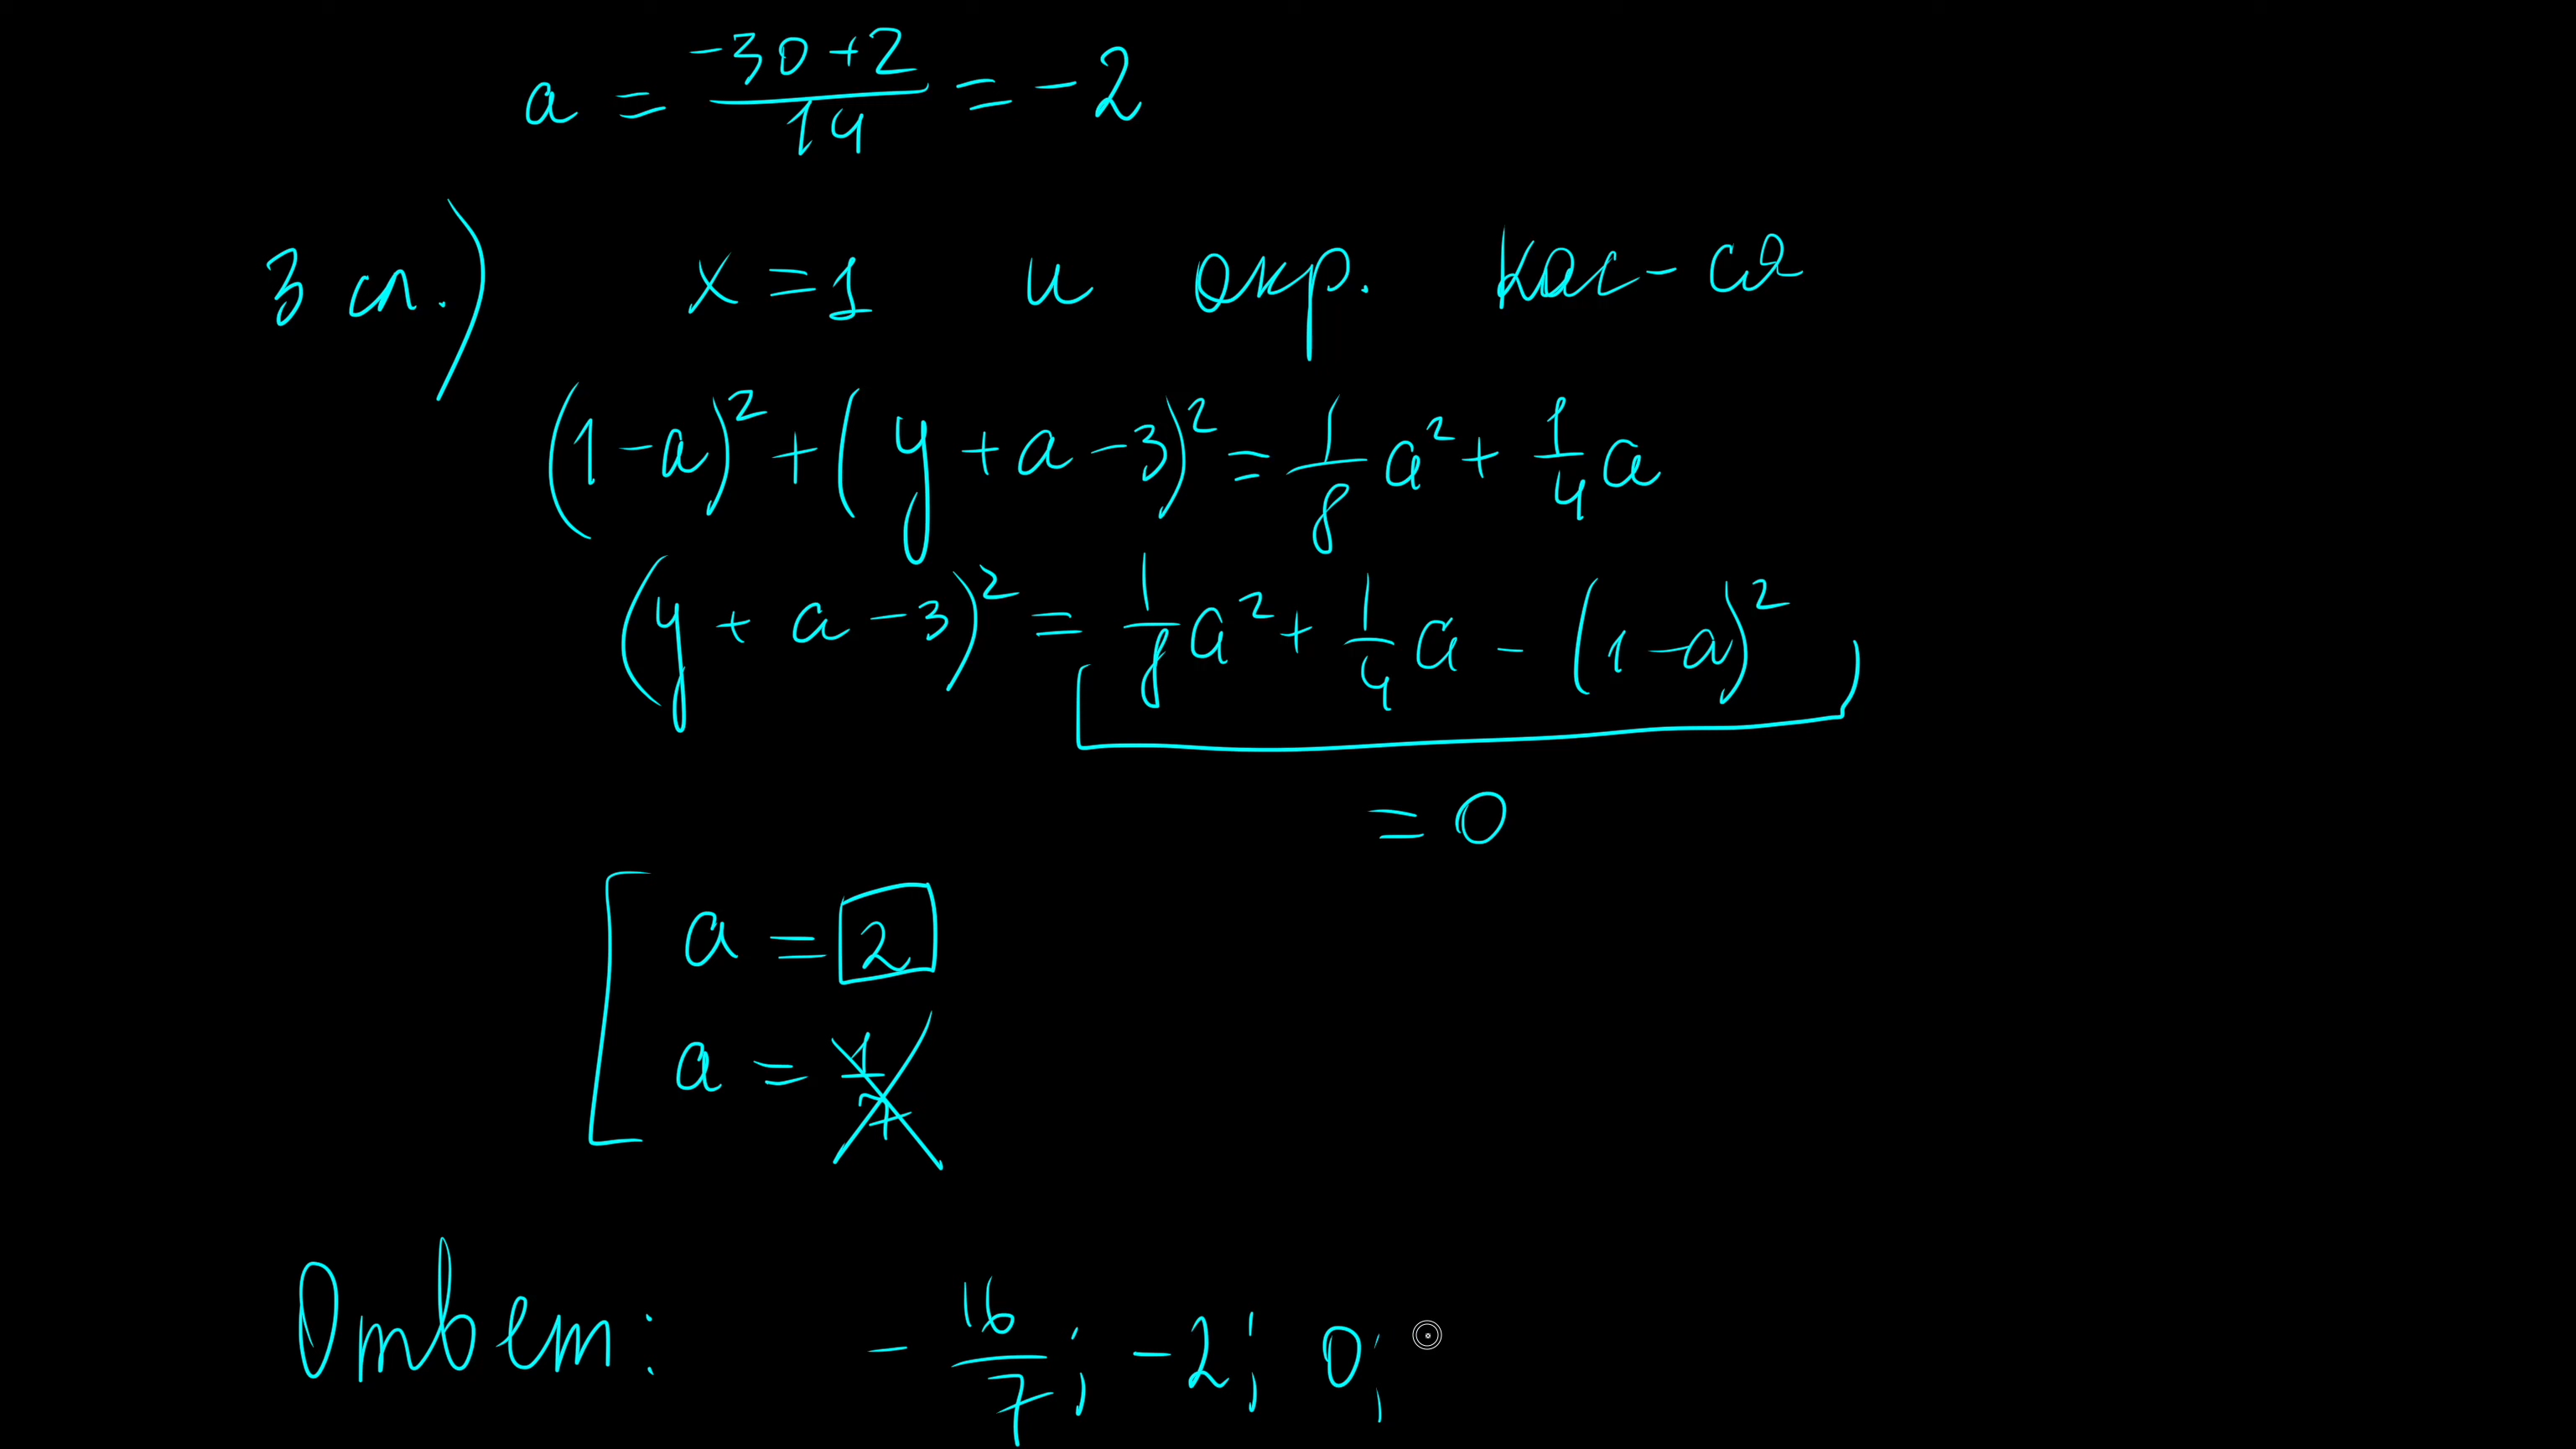 a = (-30+2)/14 = -2
3 сл.) x = 1 и окр. кас-ся
(1-a)² + (y+a-3)² = 1/8 a² + 1/4 a
(y+a-3)² = 1/8 a² + 1/4 a - (1-a)²
= 0
a = 2
a = 4/7
Ответ: -16/7; -2; 0;